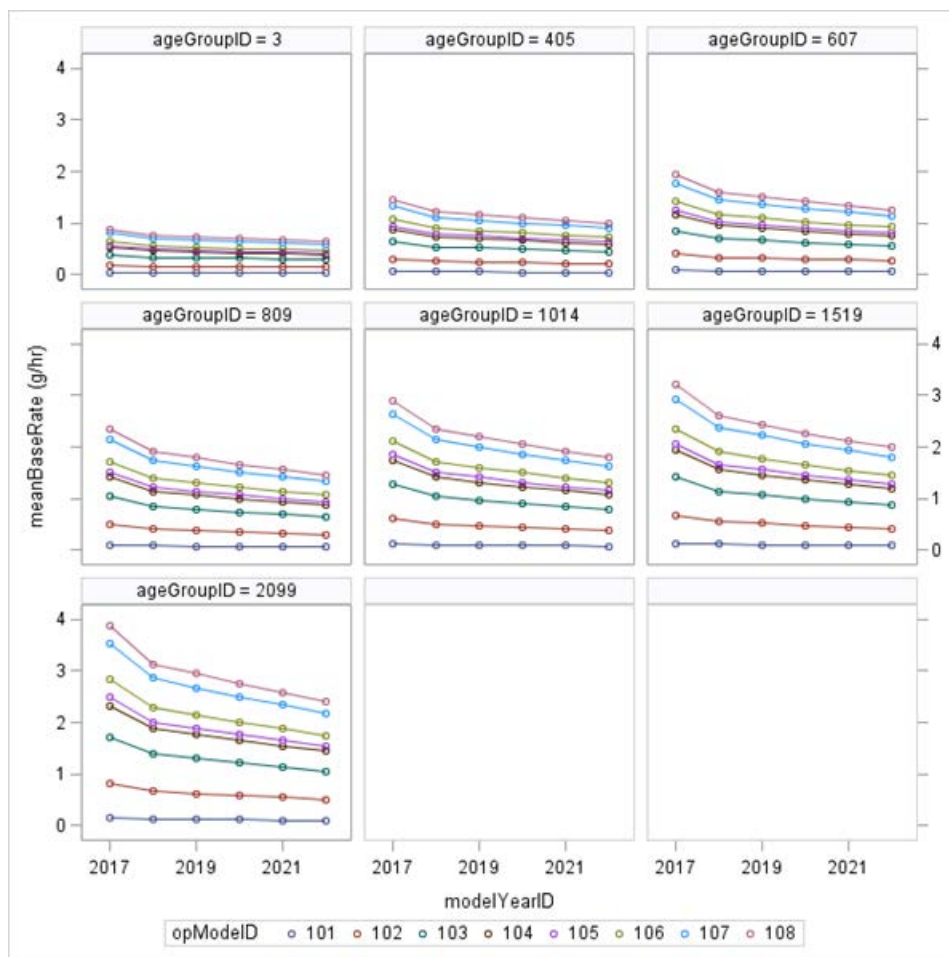 ageGroupID = 3 ageGroupID = 405 ageGroupID = 607
4
3
2
1
0
ageGroupID = 809 ageGroupID = 1014 ageGroupID = 1519
4
3
2
1
0
meanBaseRate (g/hr)
ageGroupID = 2099
4
3
2
1
0
2017 2019 2021 2017 2019 2021 2017 2019 2021
modelYearID
opModeID 101 102 103 104 105 106 107 108